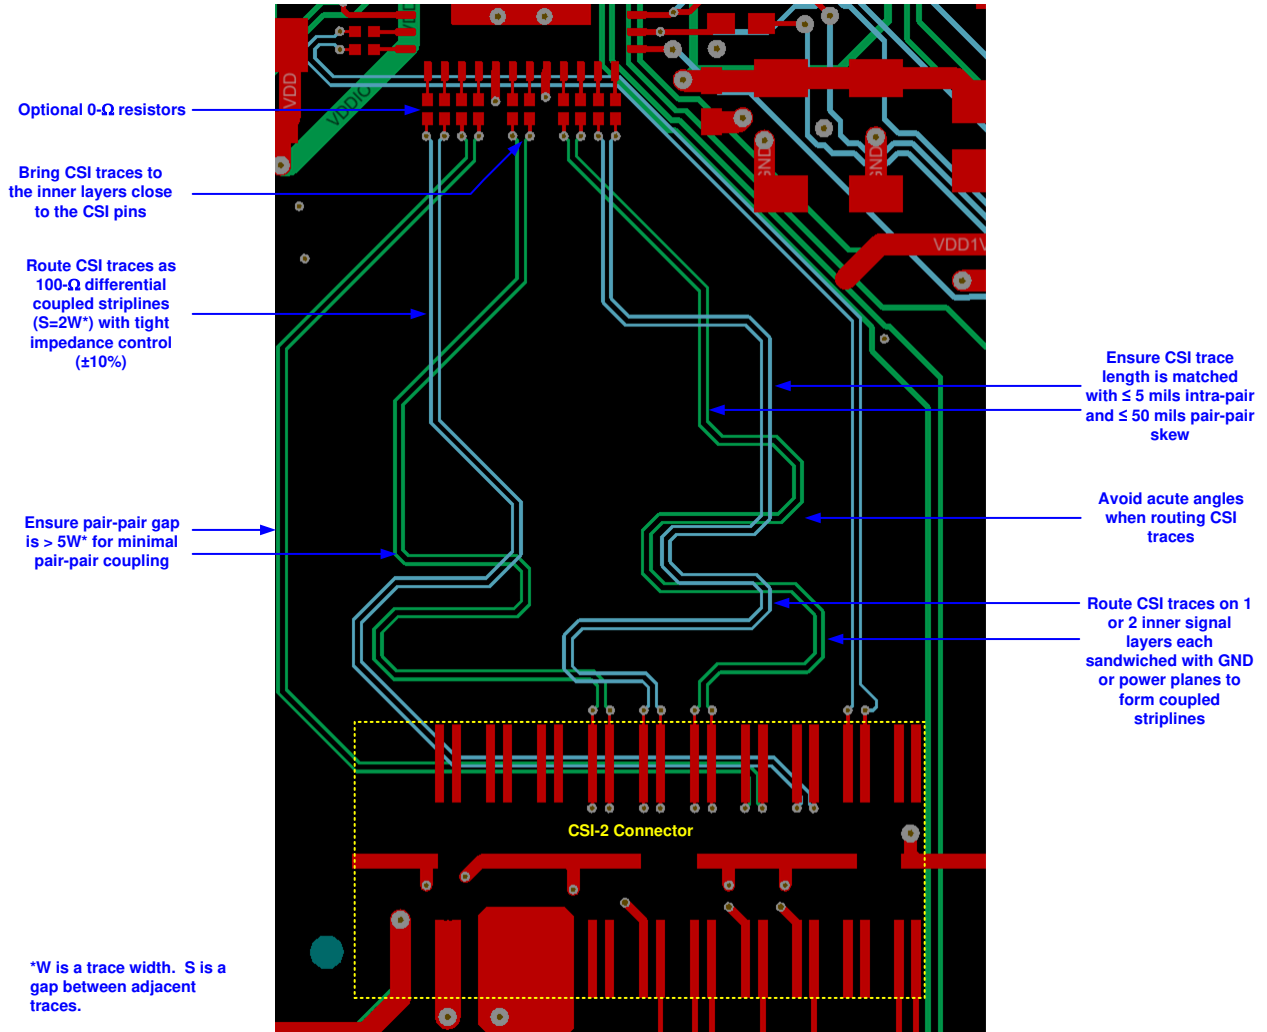 VDD
VDDIO
VDD
GND
GND
VDD1V
Optional 0-Ω resistors
Bring CSI traces to
the inner layers close
to the CSI pins
Route CSI traces as
100-Ω differential
coupled striplines
(S=2W*) with tight
impedance control
(±10%)
Ensure pair-pair gap
is > 5W* for minimal
pair-pair coupling
Ensure CSI trace
length is matched
with ≤ 5 mils intra-pair
and ≤ 50 mils pair-pair
skew
Avoid acute angles
when routing CSI
traces
Route CSI traces on 1
or 2 inner signal
layers each
sandwiched with GND
or power planes to
form coupled
striplines
CSI-2 Connector
*W is a trace width. S is a
gap between adjacent
traces.